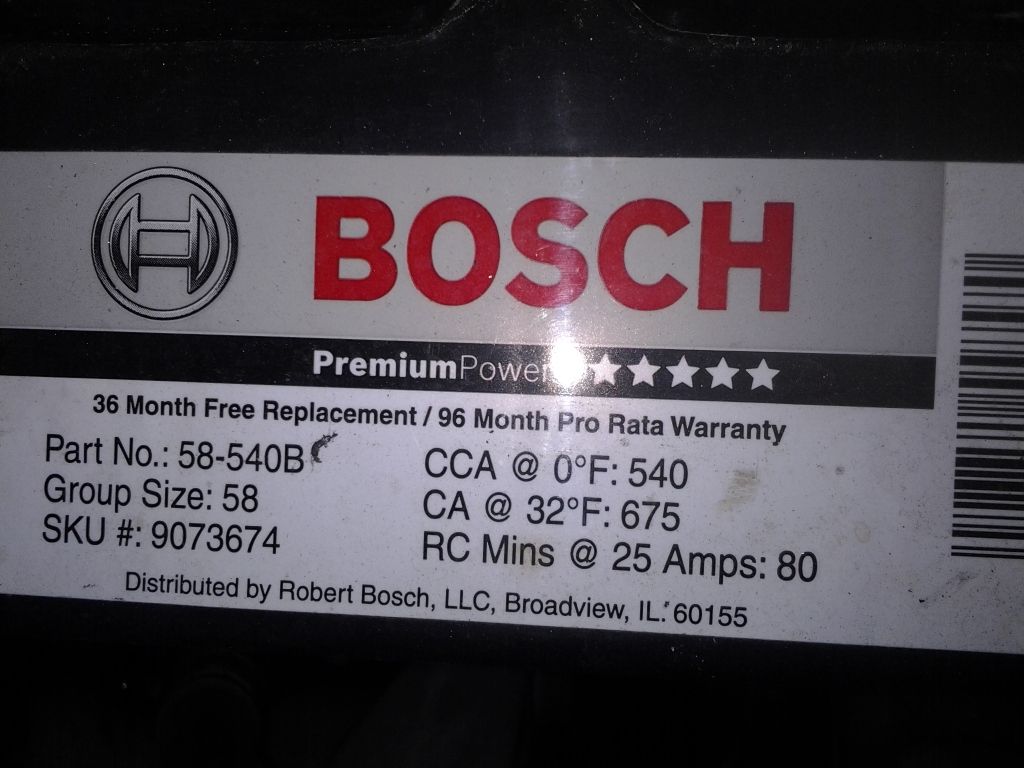 BOSCH
PremiumPower
36 Month Free Replacement / 96 Month Pro Rata Warranty
Part No.: 58-540B
Group Size: 58
SKU #: 9073674
CCA @ 0°F: 540
CA @ 32°F: 675
RC Mins @ 25 Amps: 80
Distributed by Robert Bosch, LLC, Broadview, IL. 60155